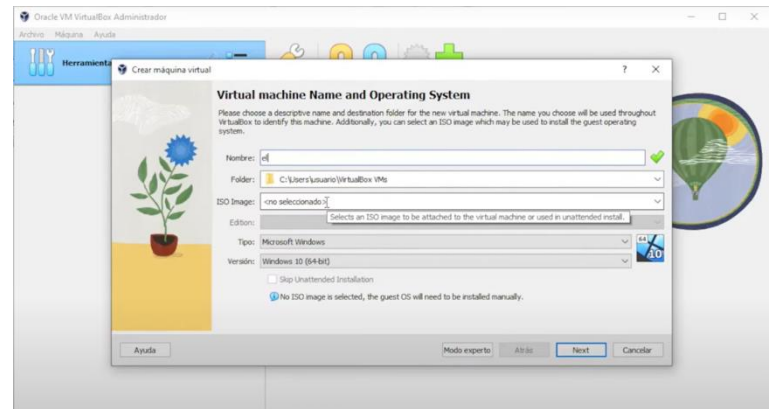 Oracle VM VirtualBox Administrador
Archivo Máquina Ayuda
Herramienta
Crear máquina virtual
Virtual machine Name and Operating System
Please choose a descriptive name and destination folder for the new virtual machine. The name you choose will be used throughout
VirtualBox to identify this machine. Additionally, you can select an ISO image which may be used to install the guest operating
system.
Nombre: el
Folder: C:\Users\usuario\VirtualBox VMs
ISO Image: <no seleccionado>
Selects an ISO image to be attached to the virtual machine or used in unattended install.
Edition:
Tipo: Microsoft Windows
64
Versión: Windows 10 (64-bit)
10
Skip Unattended Installation
No ISO image is selected, the guest OS will need to be installed manually.
Ayuda Modo experto Atrás Next Cancelar